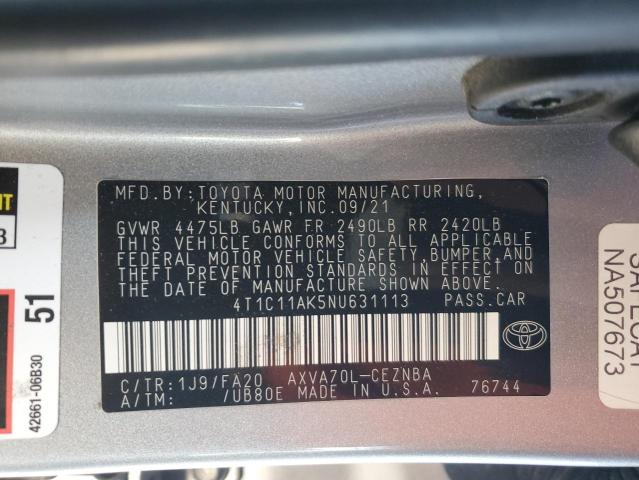 MFD.BY:TOYOTA MOTOR MANUFACTURING,
KENTUCKY,INC.09/21
GVWR 4475LB GAWR FR 2490LB RR 2420LB
THIS VEHICLE CONFORMS TO ALL APPLICABLE
FEDERAL MOTOR VEHICLE SAFETY,BUMPER,AND
THEFT PREVENTION STANDARDS IN EFFECT ON
THE DATE OF MANUFACTURE SHOWN ABOVE.
4T1C11AK5NU631113 PASS.CAR
C/TR:1J9/FA20 AXVA70L-CEZNBA
A/TM: /UB80E MADE IN U.S.A. 76744
51
42661-06B30
NA507673